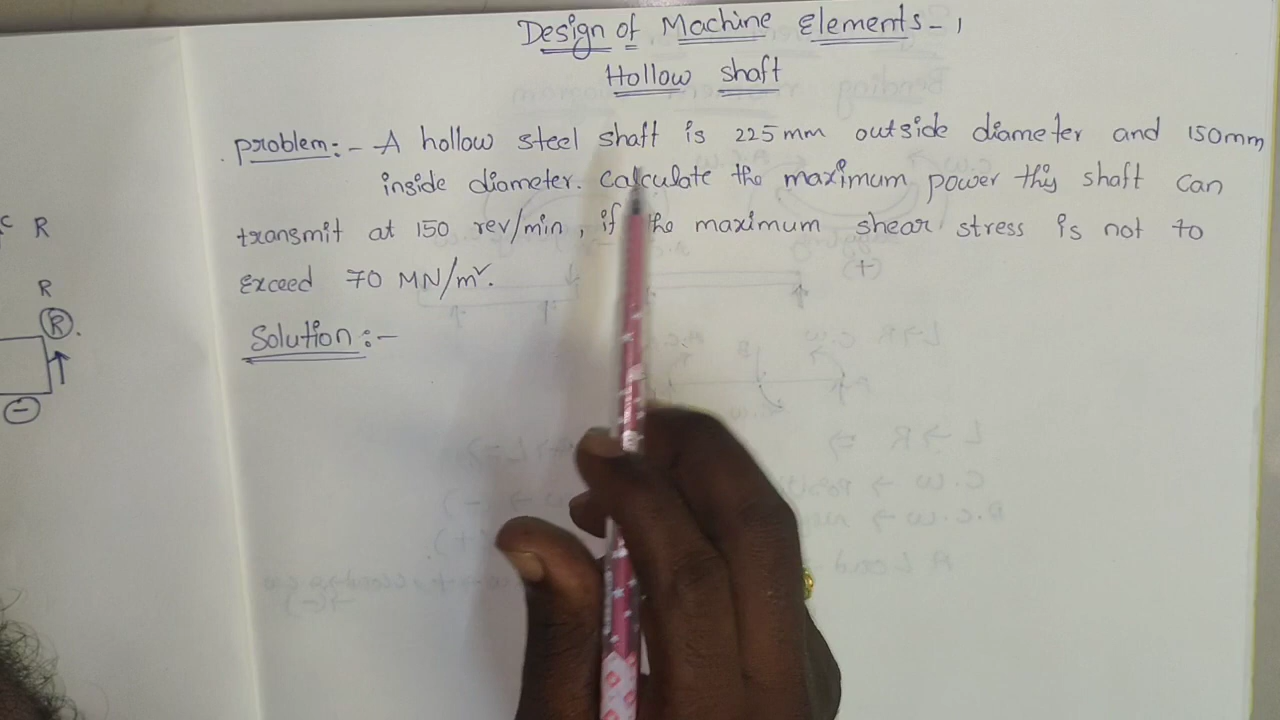 Design of Machine Elements-1
Hollow shaft
problem:- A hollow steel shaft is 225mm outside diameter and 150mm
inside diameter. Calculate the maximum power this shaft can
transmit at 150 rev/min, if the maximum shear stress is not to
exceed 70 MN/m².
Solution:-
C R
R
R.